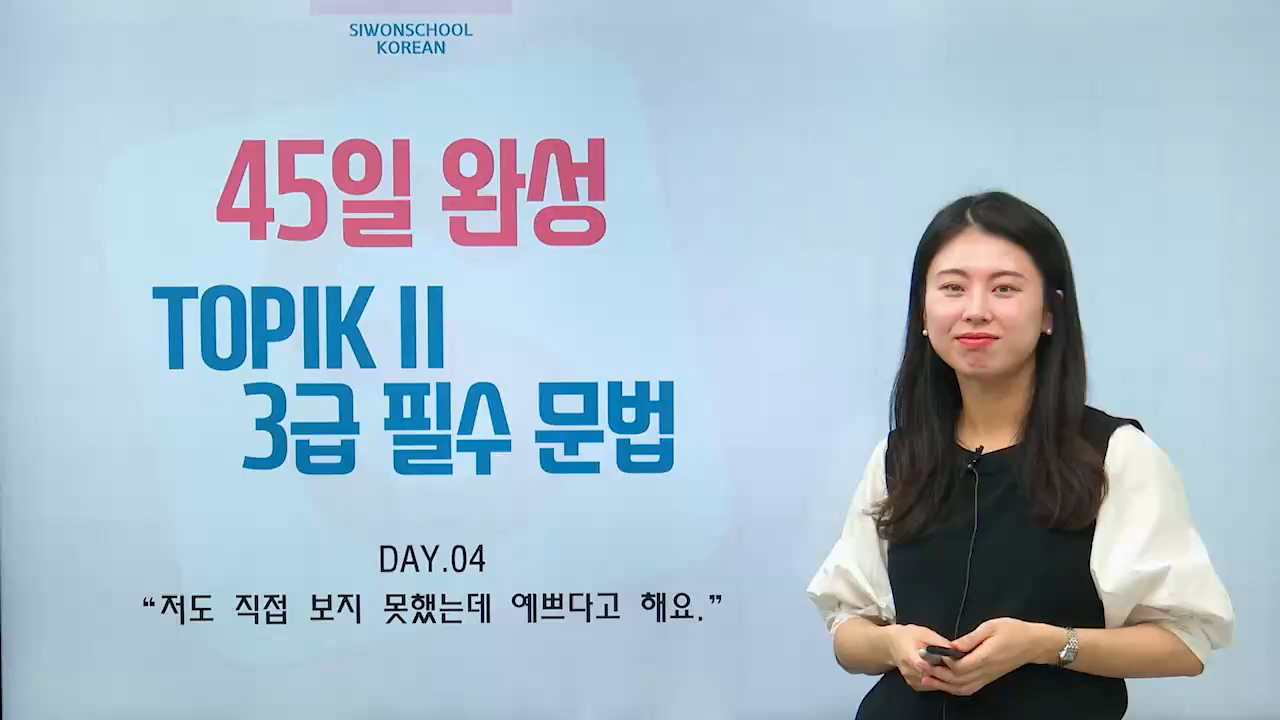 SIWONSCHOOL
KOREAN
45일 완성
TOPIK II
3급 필수 문법
DAY.04
“저도 직접 보지 못했는데 예쁘다고 해요.”